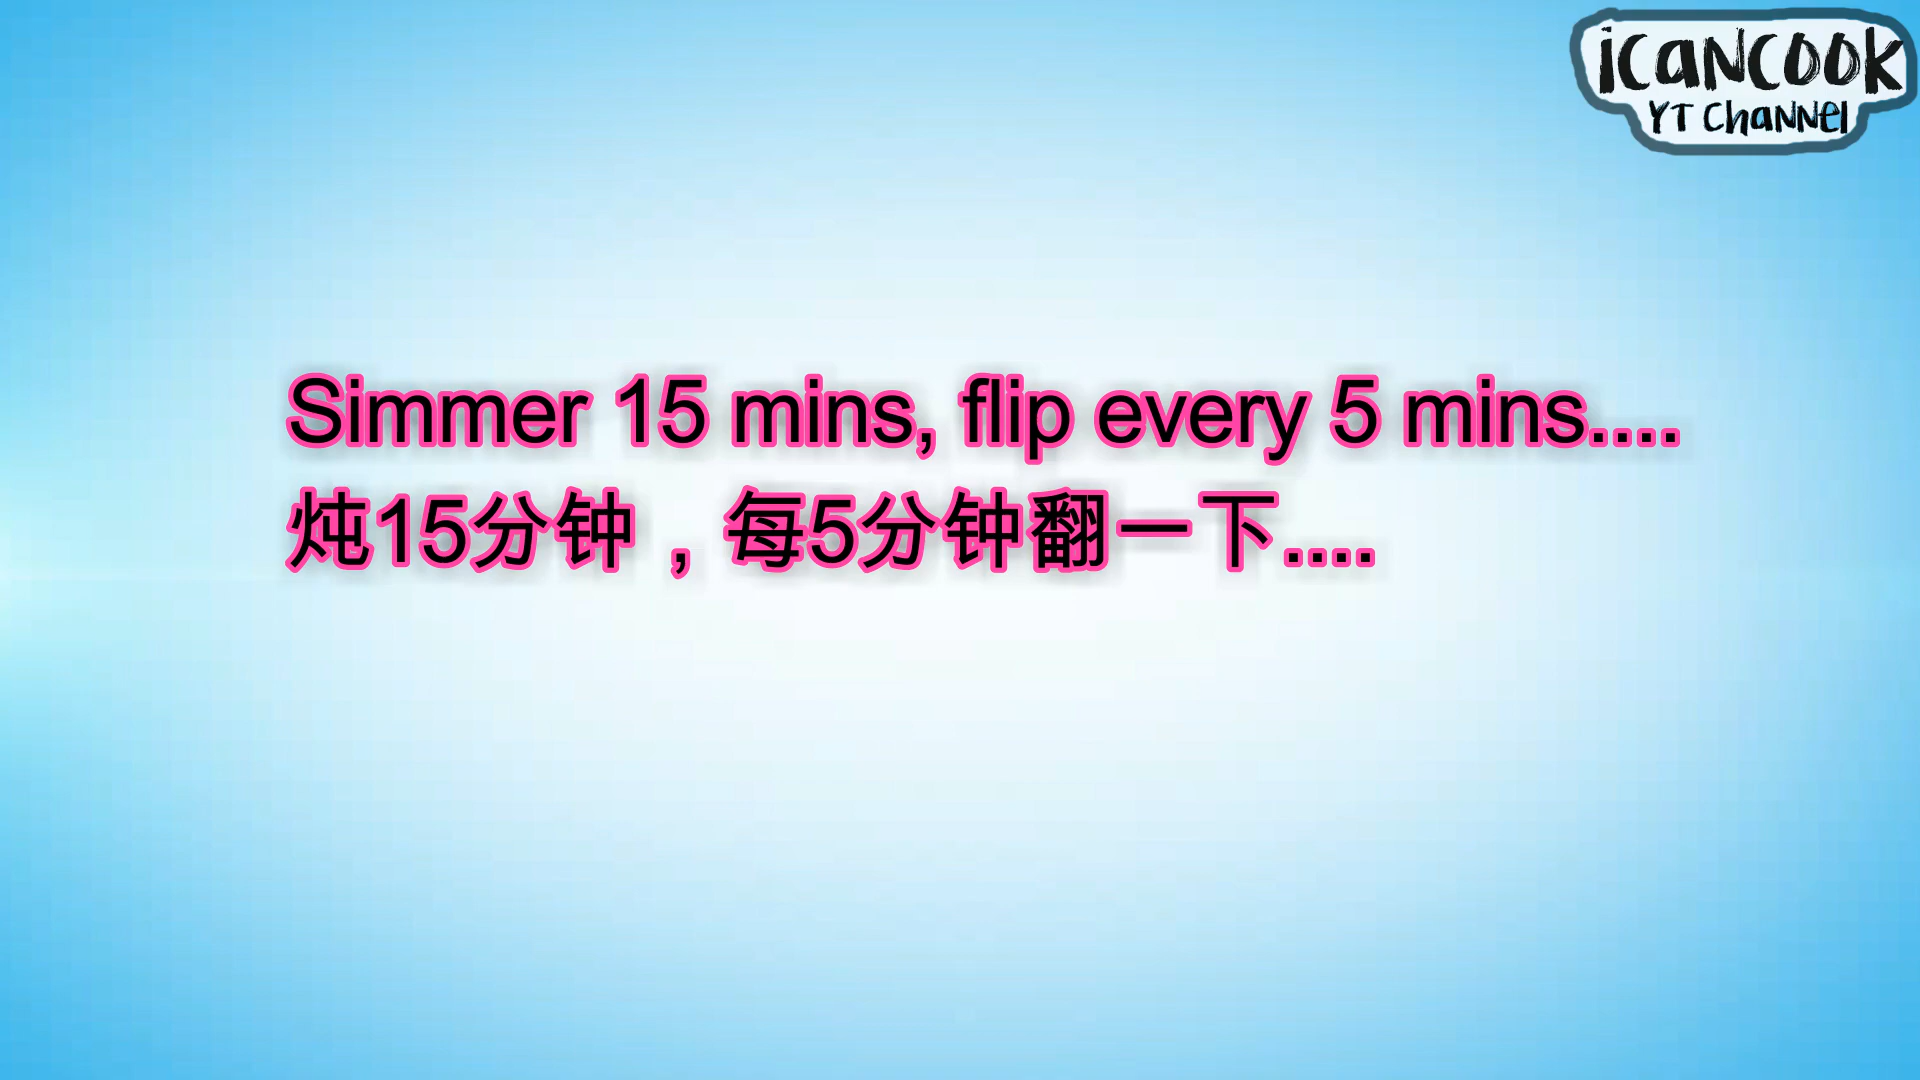 iCANCOOK
YT ChANNEl
Simmer 15 mins, flip every 5 mins....
炖15分钟，每5分钟翻一下....